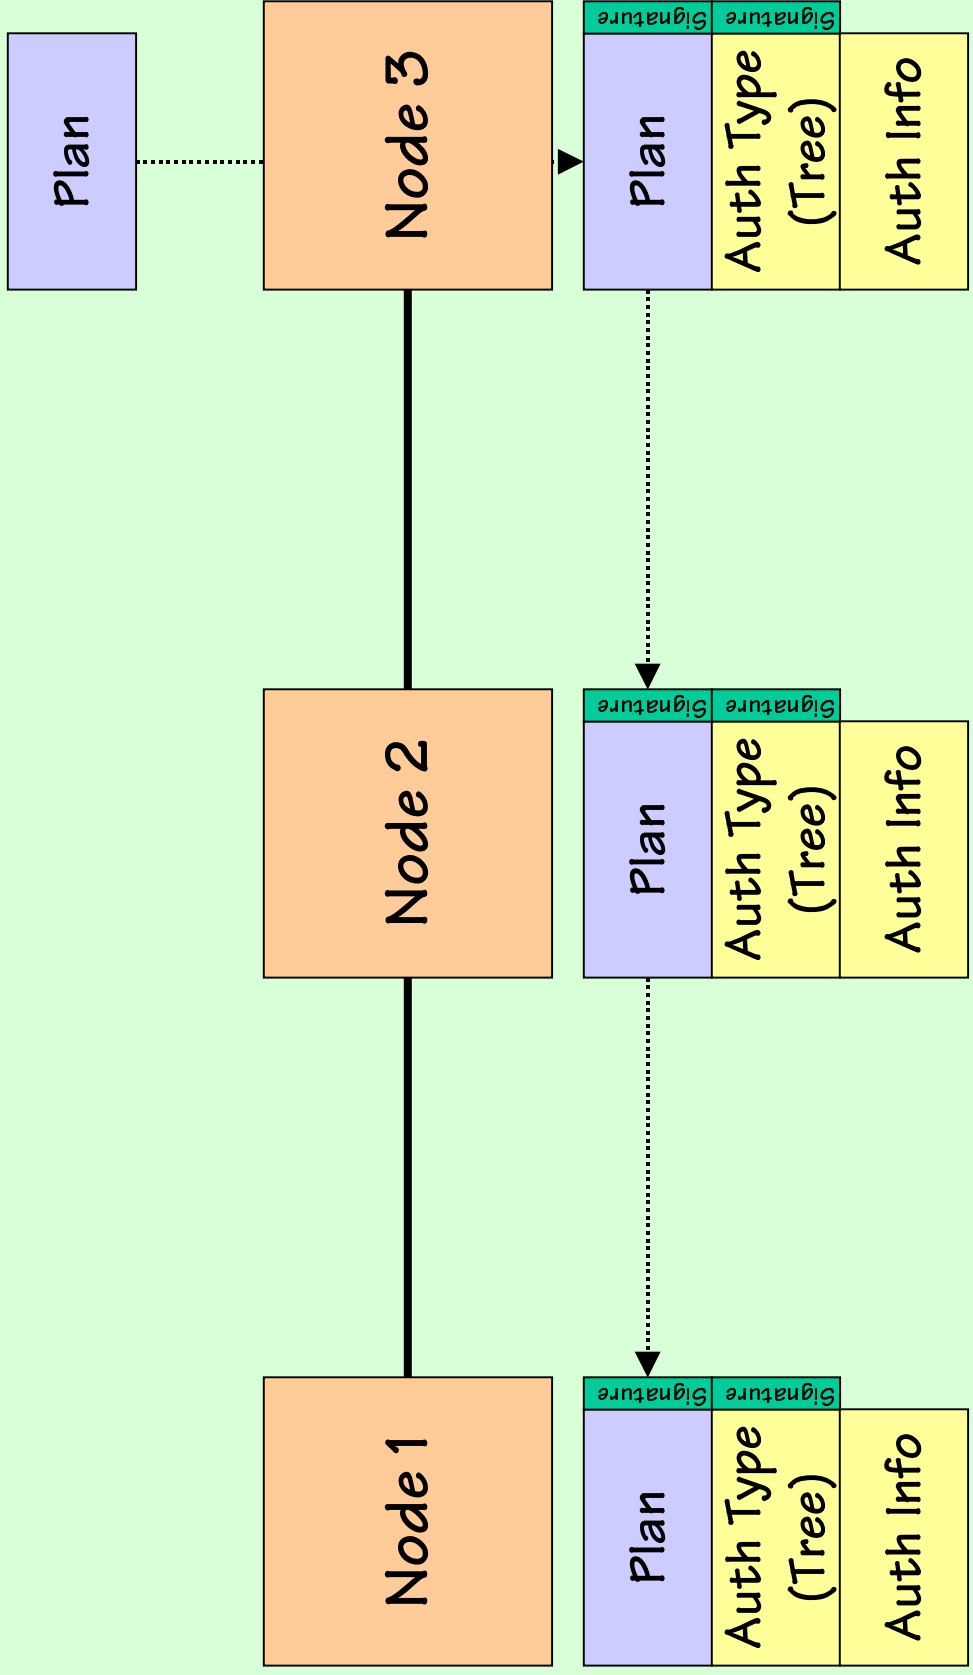 Plan
Node 1
Node 2
Node 3
Plan
Signature
Plan
Signature
Plan
Signature
Auth Type
(Tree)
Signature
Auth Type
(Tree)
Signature
Auth Type
(Tree)
Signature
Auth Info
Auth Info
Auth Info